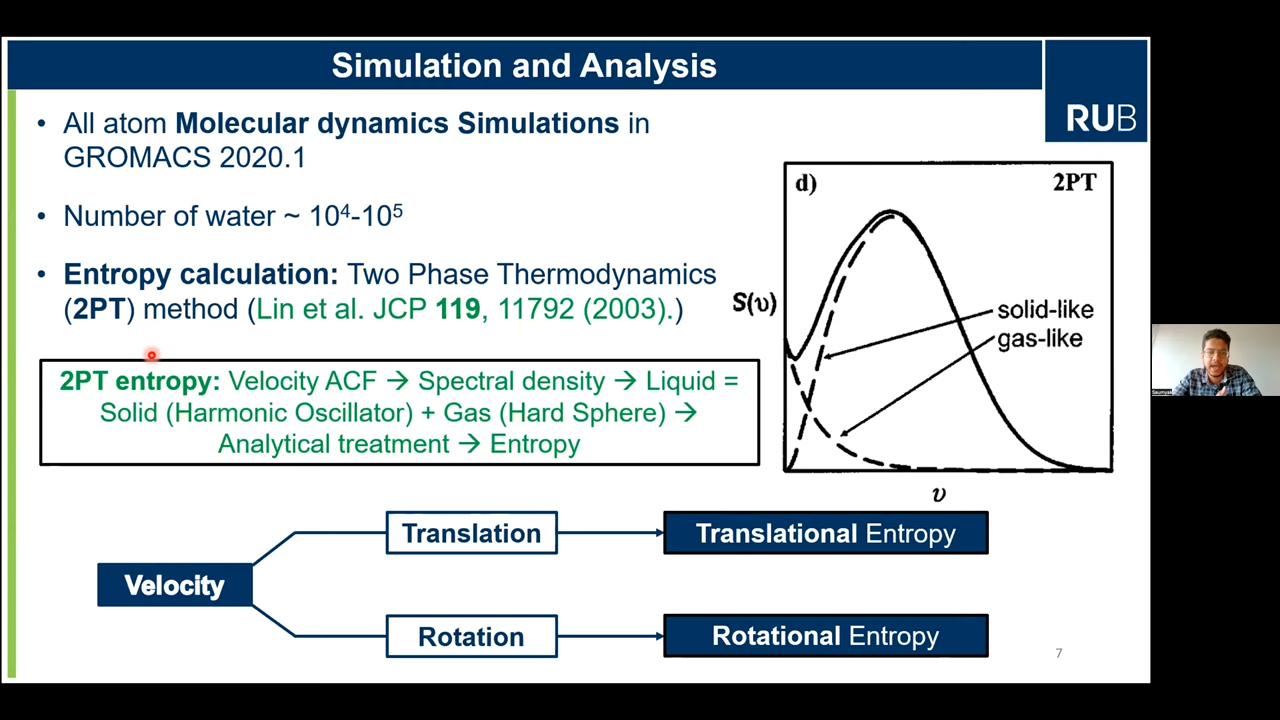 Simulation and Analysis
RUB
• All atom Molecular dynamics Simulations in
GROMACS 2020.1
• Number of water ~ 10⁴-10⁵
• Entropy calculation: Two Phase Thermodynamics
(2PT) method (Lin et al. JCP 119, 11792 (2003).)
2PT entropy: Velocity ACF → Spectral density → Liquid =
Solid (Harmonic Oscillator) + Gas (Hard Sphere) →
Analytical treatment → Entropy
d)
2PT
S(υ)
solid-like
gas-like
υ
Velocity
Translation
Translational Entropy
Rotation
Rotational Entropy
7